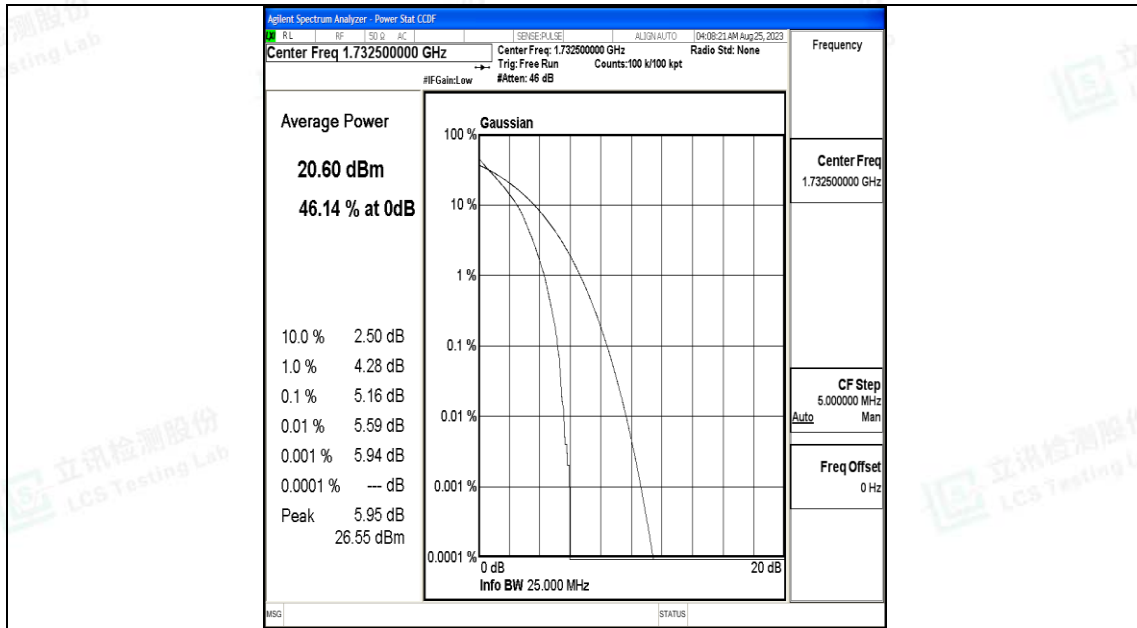 Agilent Spectrum Analyzer - Power Stat CCDF
RL RF 50 Ω AC SENSE:PULSE ALIGN AUTO 04:08:21 AM Aug 25, 2023
Center Freq 1.732500000 GHz
Center Freq: 1.732500000 GHz Radio Std: None
Trig: Free Run Counts:100 k/100 kpt
#IFGain:Low #Atten: 46 dB
Frequency
Average Power
20.60 dBm
46.14 % at 0dB
10.0 % 2.50 dB
1.0 % 4.28 dB
0.1 % 5.16 dB
0.01 % 5.59 dB
0.001 % 5.94 dB
0.0001 % --- dB
Peak 5.95 dB
26.55 dBm
Gaussian
100 %
10 %
1 %
0.1 %
0.01 %
0.001 %
0.0001 %
0 dB 20 dB
Info BW 25.000 MHz
Center Freq
1.732500000 GHz
CF Step
5.000000 MHz
Auto Man
Freq Offset
0 Hz
MSG STATUS
立讯检测股份
LCS Testing Lab
立讯检测股份
LCS Testing L